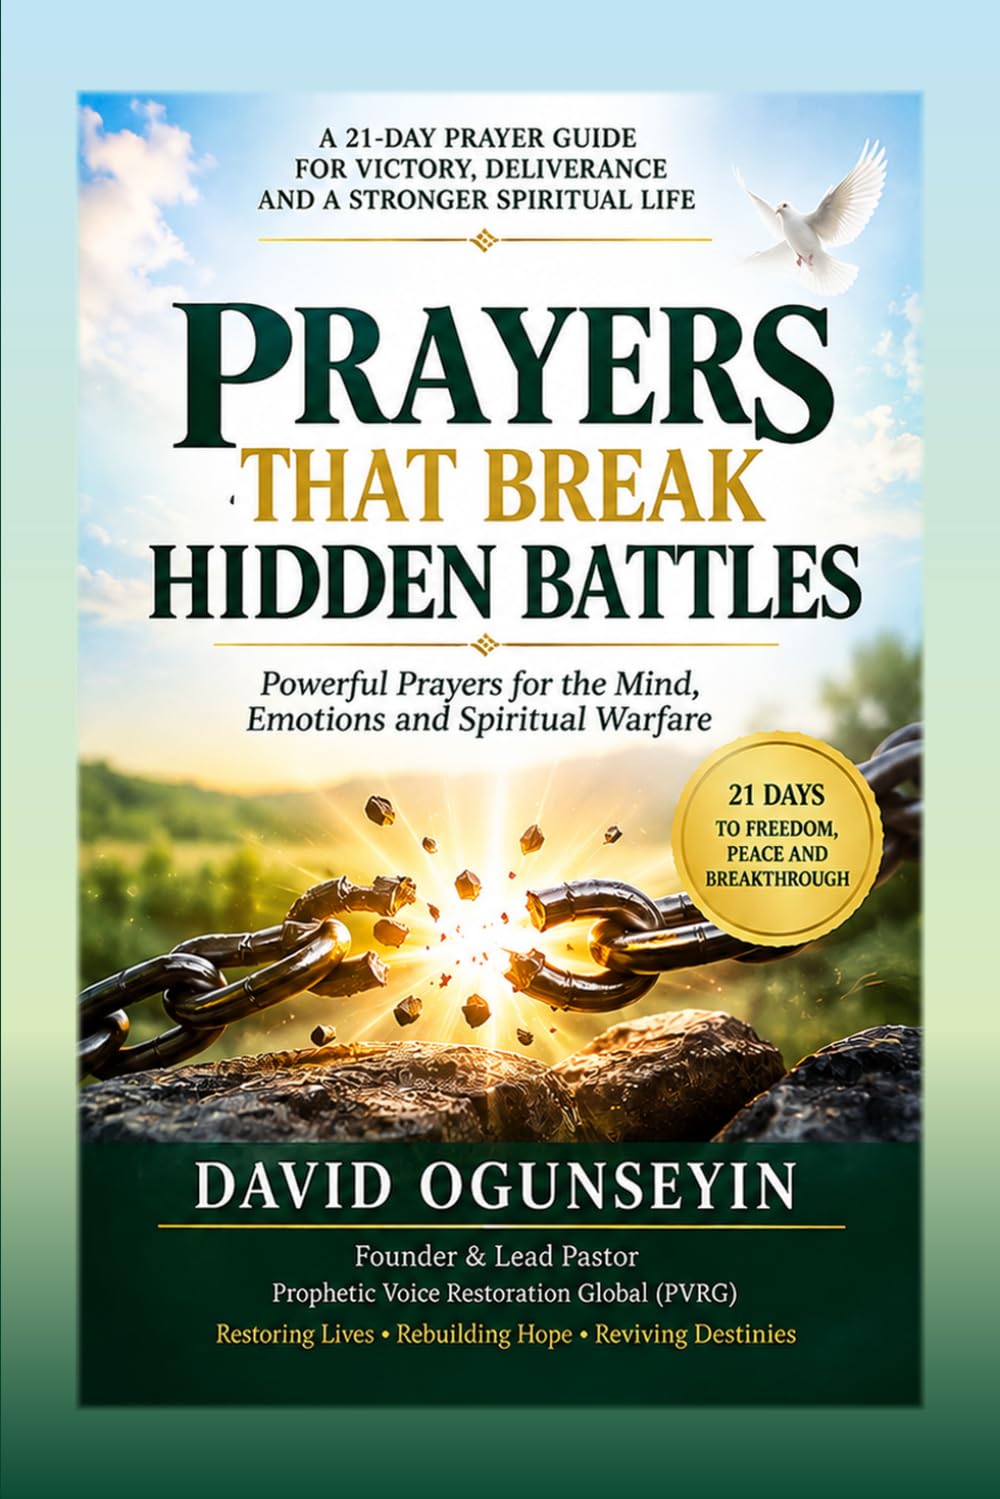 A 21-DAY PRAYER GUIDE
FOR VICTORY, DELIVERANCE
AND A STRONGER SPIRITUAL LIFE
PRAYERS
THAT BREAK
HIDDEN BATTLES
Powerful Prayers for the Mind,
Emotions and Spiritual Warfare
21 DAYS
TO FREEDOM,
PEACE AND
BREAKTHROUGH
DAVID OGUNSEYIN
Founder & Lead Pastor
Prophetic Voice Restoration Global (PVRG)
Restoring Lives • Rebuilding Hope • Reviving Destinies